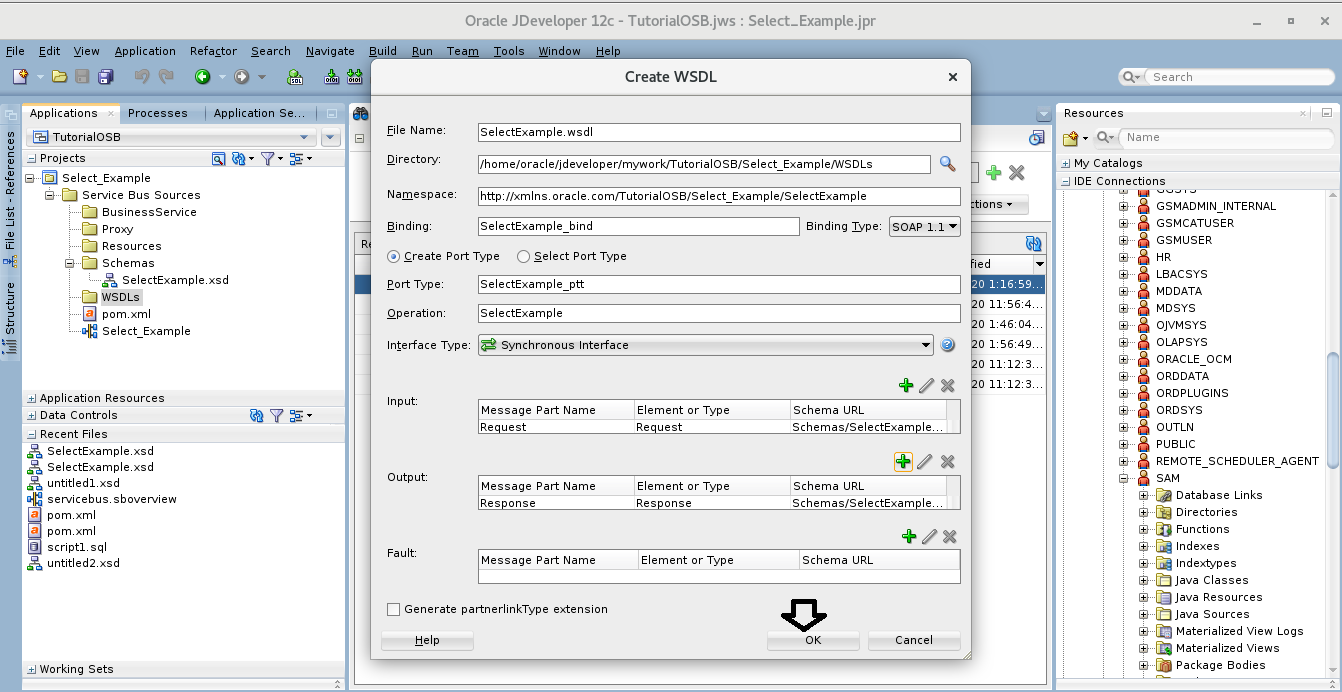 Oracle JDeveloper 12c - TutorialOSB.jws : Select_Example.jpr
File Edit View Application Refactor Search Navigate Build Run Team Tools Window Help
Search
Applications Processes Application Se...
TutorialOSB
Projects
Select_Example
Service Bus Sources
BusinessService
Proxy
Resources
Schemas
SelectExample.xsd
WSDLs
pom.xml
Select_Example
Application Resources
Data Controls
Recent Files
SelectExample.xsd
SelectExample.xsd
untitled1.xsd
servicebus.sboverview
pom.xml
pom.xml
script1.sql
untitled2.xsd
Working Sets
File List - References
Structure
Create WSDL
File Name: SelectExample.wsdl
Directory: /home/oracle/jdeveloper/mywork/TutorialOSB/Select_Example/WSDLs
Namespace: http://xmlns.oracle.com/TutorialOSB/Select_Example/SelectExample
Binding: SelectExample_bind Binding Type: SOAP 1.1
Create Port Type Select Port Type
Port Type: SelectExample_ptt
Operation: SelectExample
Interface Type: Synchronous Interface
Input:
Message Part Name Element or Type Schema URL
Request Request Schemas/SelectExample...
Output:
Message Part Name Element or Type Schema URL
Response Response Schemas/SelectExample...
Fault:
Message Part Name Element or Type Schema URL
Generate partnerlinkType extension
Help OK Cancel
Re
ctions
fied
20 1:16:59...
20 11:56:4...
20 1:46:04...
20 1:56:49...
20 11:12:3...
20 11:12:3...
Resources
Name
My Catalogs
IDE Connections
GSMADMIN_INTERNAL
GSMCATUSER
GSMUSER
HR
LBACSYS
MDDATA
MDSYS
OJVMSYS
OLAPSYS
ORACLE_OCM
ORDDATA
ORDPLUGINS
ORDSYS
OUTLN
PUBLIC
REMOTE_SCHEDULER_AGENT
SAM
Database Links
Directories
Functions
Indexes
Indextypes
Java Classes
Java Resources
Java Sources
Materialized View Logs
Materialized Views
Package Bodies